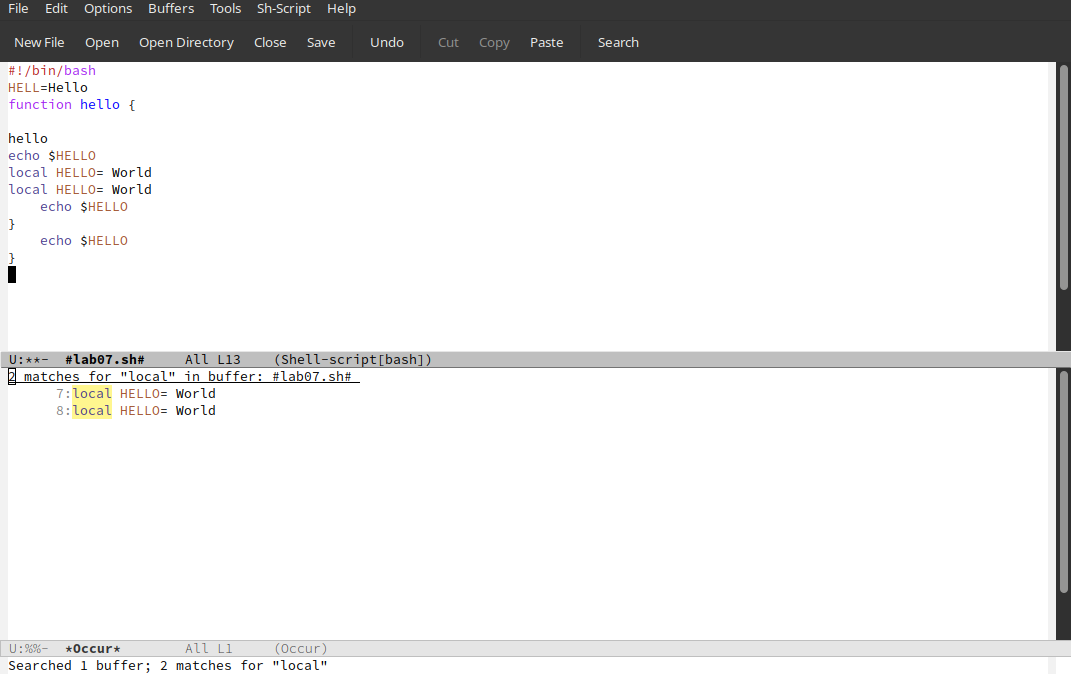 File Edit Options Buffers Tools Sh-Script Help
New File Open Open Directory Close Save Undo Cut Copy Paste Search
#!/bin/bash
HELL=Hello
function hello {
hello
echo $HELLO
local HELLO= World
local HELLO= World
    echo $HELLO
}
    echo $HELLO
}
U:**-  #lab07.sh#     All L13    (Shell-script[bash])
2 matches for "local" in buffer: #lab07.sh#
      7:local HELLO= World
      8:local HELLO= World
U:%%-  *Occur*        All L1     (Occur)
Searched 1 buffer; 2 matches for "local"